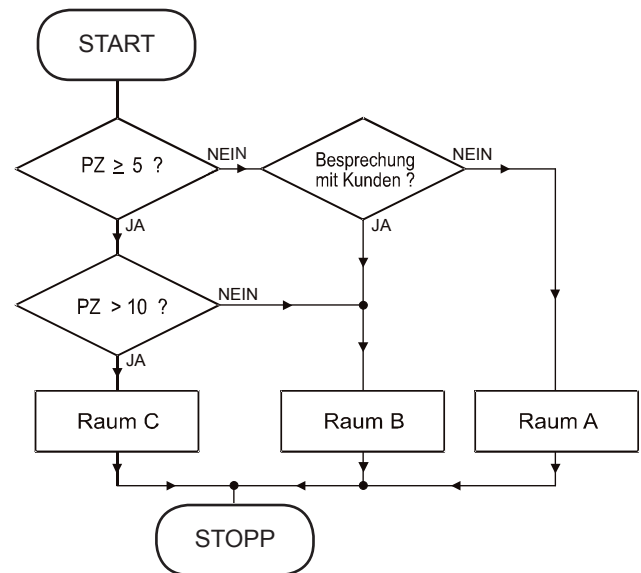 START
PZ ≥ 5 ?
NEIN
Besprechung
mit Kunden ?
NEIN
JA
JA
PZ > 10 ?
NEIN
JA
Raum C
Raum B
Raum A
STOPP